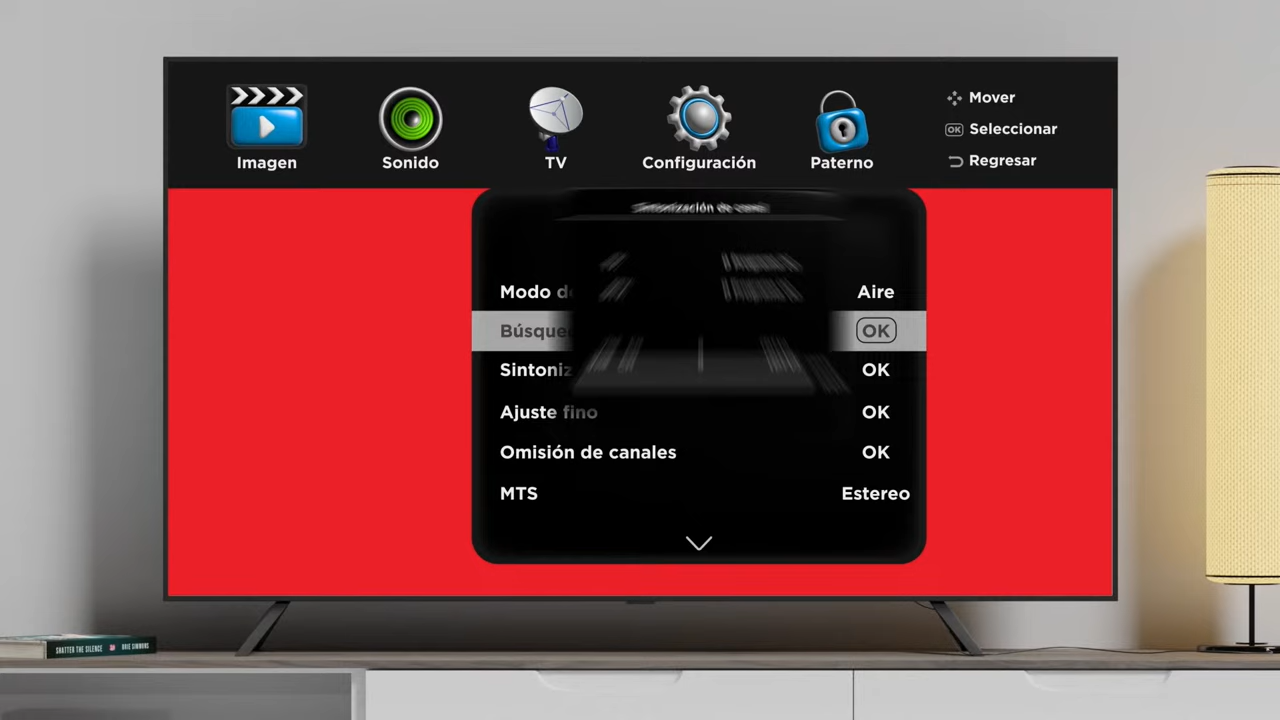 Imagen
Sonido
TV
Configuración
Paterno
Mover
OK Seleccionar
Regresar
Modo
Aire
OK
OK
Ajuste fino
OK
Omisión de canales
OK
MTS
Estereo
SHATTER THE SILENCE